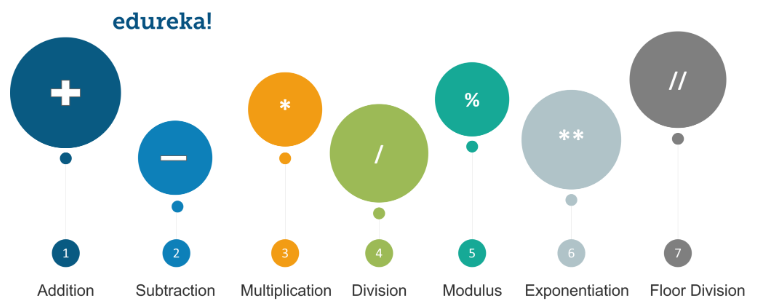 edureka!
+ − * / % ** //
1 2 3 4 5 6 7
Addition Subtraction Multiplication Division Modulus Exponentiation Floor Division